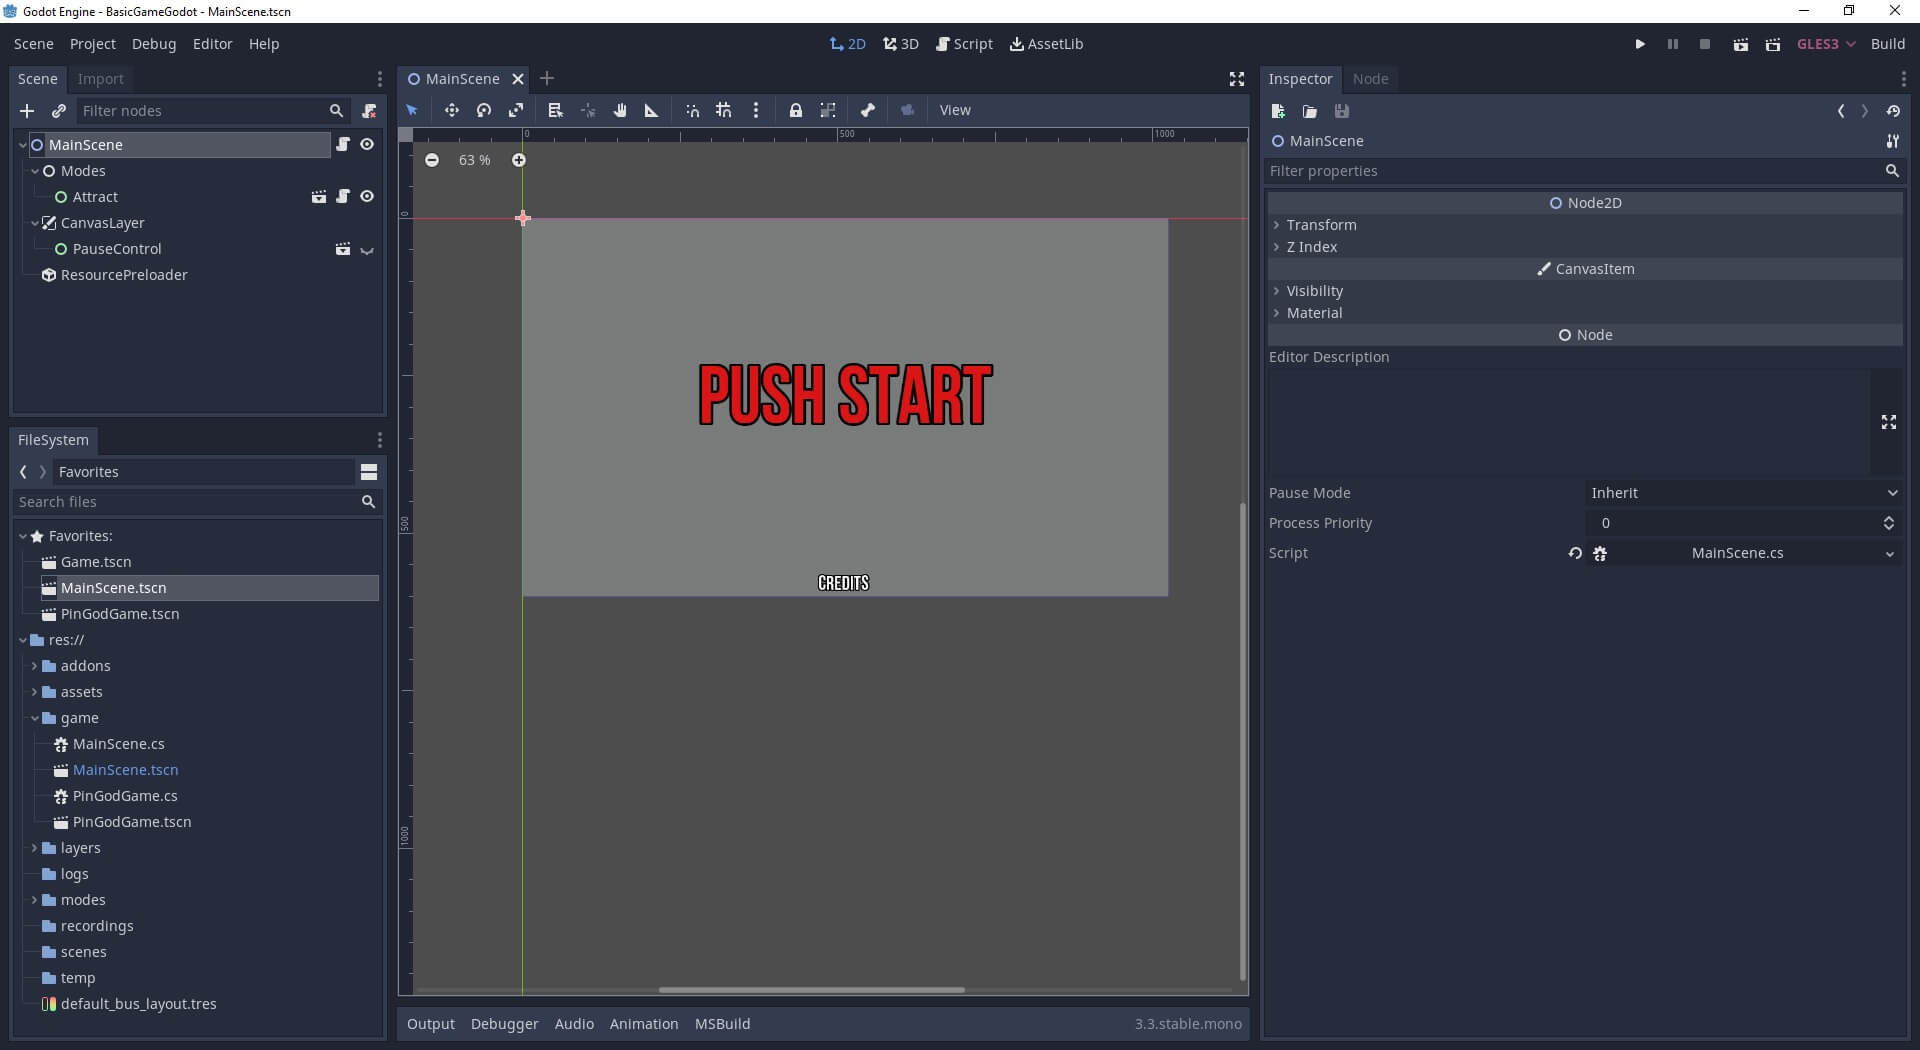 Godot Engine - BasicGameGodot - MainScene.tscn
Scene Project Debug Editor Help
2D 3D Script AssetLib
GLES3 Build
Scene Import
Filter nodes
MainScene
Modes
Attract
CanvasLayer
PauseControl
ResourcePreloader
FileSystem
Favorites
Search files
Favorites:
Game.tscn
MainScene.tscn
PinGodGame.tscn
res://
addons
assets
game
MainScene.cs
MainScene.tscn
PinGodGame.cs
PinGodGame.tscn
layers
logs
modes
recordings
scenes
temp
default_bus_layout.tres
MainScene
View
0 500 1000
63 %
0
500
1000
PUSH START
CREDITS
Output Debugger Audio Animation MSBuild 3.3.stable.mono
Inspector Node
MainScene
Filter properties
Node2D
Transform
Z Index
CanvasItem
Visibility
Material
Node
Editor Description
Pause Mode Inherit
Process Priority 0
Script MainScene.cs